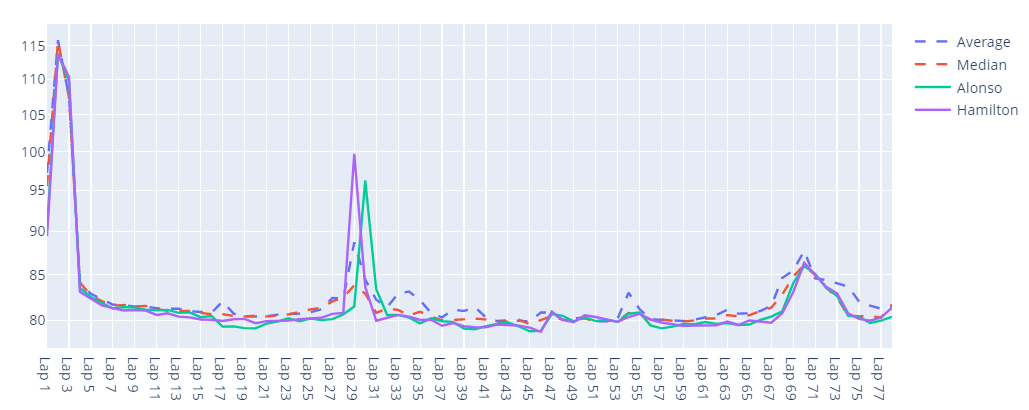 115
110
105
100
95
90
85
80
Average
Median
Alonso
Hamilton
Lap 1
Lap 3
Lap 5
Lap 7
Lap 9
Lap 11
Lap 13
Lap 15
Lap 17
Lap 19
Lap 21
Lap 23
Lap 25
Lap 27
Lap 29
Lap 31
Lap 33
Lap 35
Lap 37
Lap 39
Lap 41
Lap 43
Lap 45
Lap 47
Lap 49
Lap 51
Lap 53
Lap 55
Lap 57
Lap 59
Lap 61
Lap 63
Lap 65
Lap 67
Lap 69
Lap 71
Lap 73
Lap 75
Lap 77